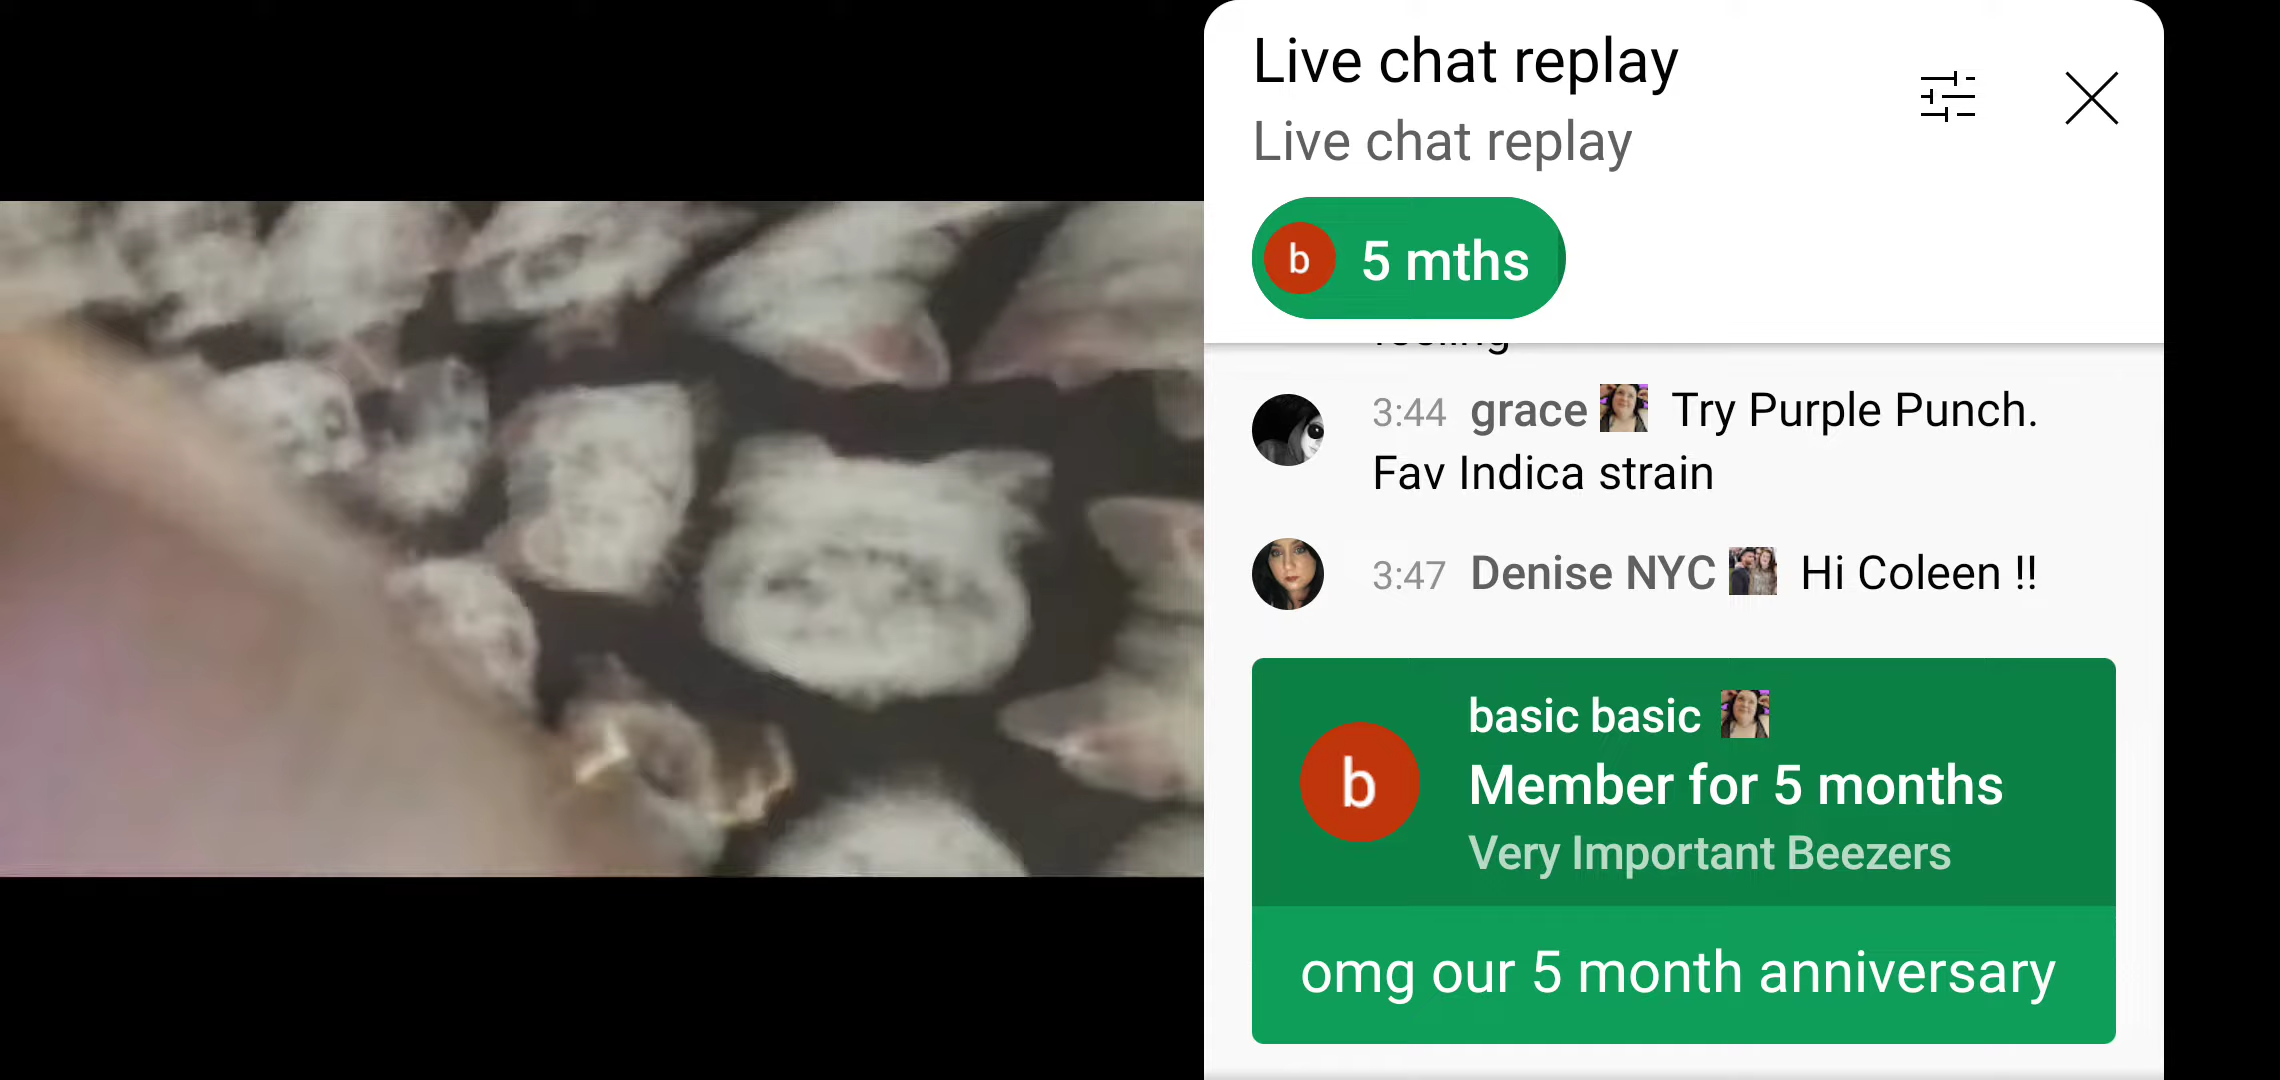 Live chat replay
Live chat replay
b 5 mths
3:44 grace Try Purple Punch.
Fav Indica strain
3:47 Denise NYC Hi Coleen !!
basic basic
b
Member for 5 months
Very Important Beezers
omg our 5 month anniversary